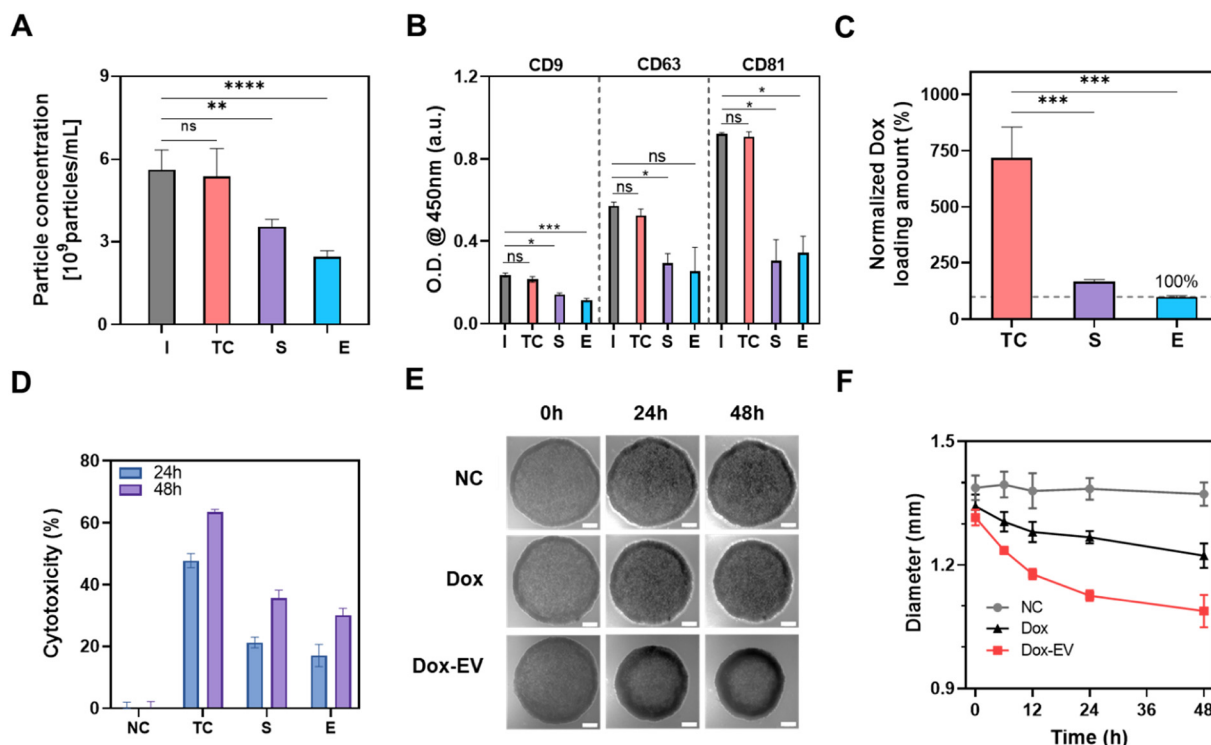 A
Particle concentration
[10⁹particles/mL]
9
6
3
0
****
**
ns
I TC S E
B
CD9 CD63 CD81
O.D. @ 450nm (a.u.)
1.2
0.8
0.4
0.0
***
*
ns
ns
*
ns
*
*
ns
I TC S E I TC S E I TC S E
C
Normalized Dox
loading amount (%)
1000
750
500
250
0
***
***
100%
TC S E
D
Cytotoxicity (%)
80
60
40
20
0
24h
48h
NC TC S E
E
0h 24h 48h
NC
Dox
Dox-EV
F
Diameter (mm)
1.5
1.2
0.9
NC
Dox
Dox-EV
0 12 24 36 48
Time (h)